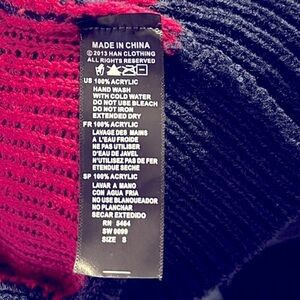 MADE IN CHINA
© 2013 HAN CLOTHING
ALL RIGHTS RESERVED
US 100% ACRYLIC
HAND WASH
WITH COLD WATER
DO NOT USE BLEACH
DO NOT IRON
EXTENDED DRY
FR 100% ACRYLIC
LAVAGE DES MAINS
A L'EAU FROIDE
NE PAS UTILISER
D'EAU DE JAVEL
N'UTILISEZ PAS DE FER
ETENDUE SECHE
SP 100% ACRYLIC
LAVAR A MANO
CON AGUA FRIA
NO USE BLANQUEADOR
NO PLANCHAR
SECAR EXTEDIDO
RN 8464
SW 9099
SIZE S